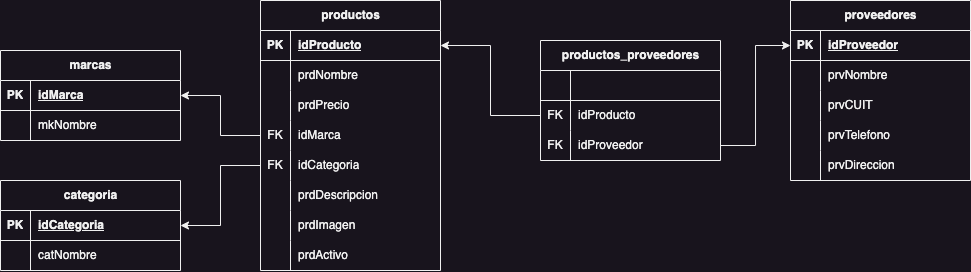 productos
PK idProducto
prdNombre
prdPrecio
FK idMarca
FK idCategoria
prdDescripcion
prdImagen
prdActivo
marcas
PK idMarca
mkNombre
categoria
PK idCategoria
catNombre
productos_proveedores
FK idProducto
FK idProveedor
proveedores
PK idProveedor
prvNombre
prvCUIT
prvTelefono
prvDireccion